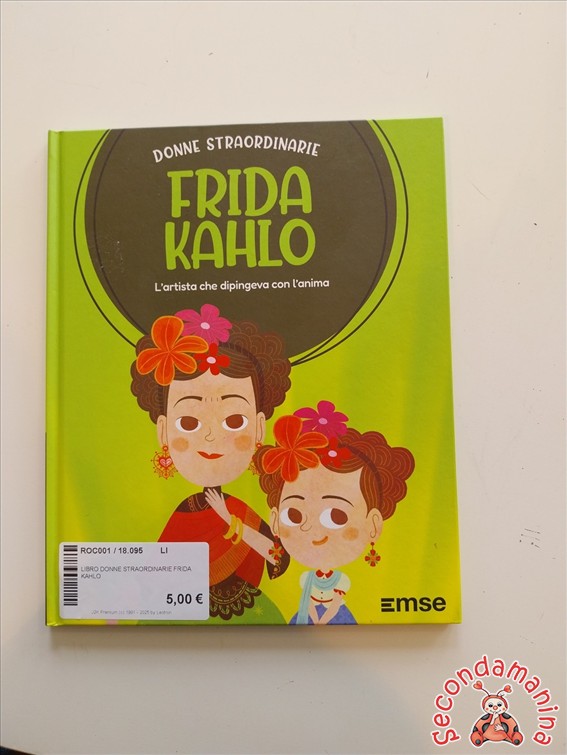 DONNE STRAORDINARIE
FRIDA
KAHLO
L'artista che dipingeva con l'anima
ROC001 / 18.095 LI
LIBRO DONNE STRAORDINARIE FRIDA
KAHLO
5,00 €
Emse
Secondamanina